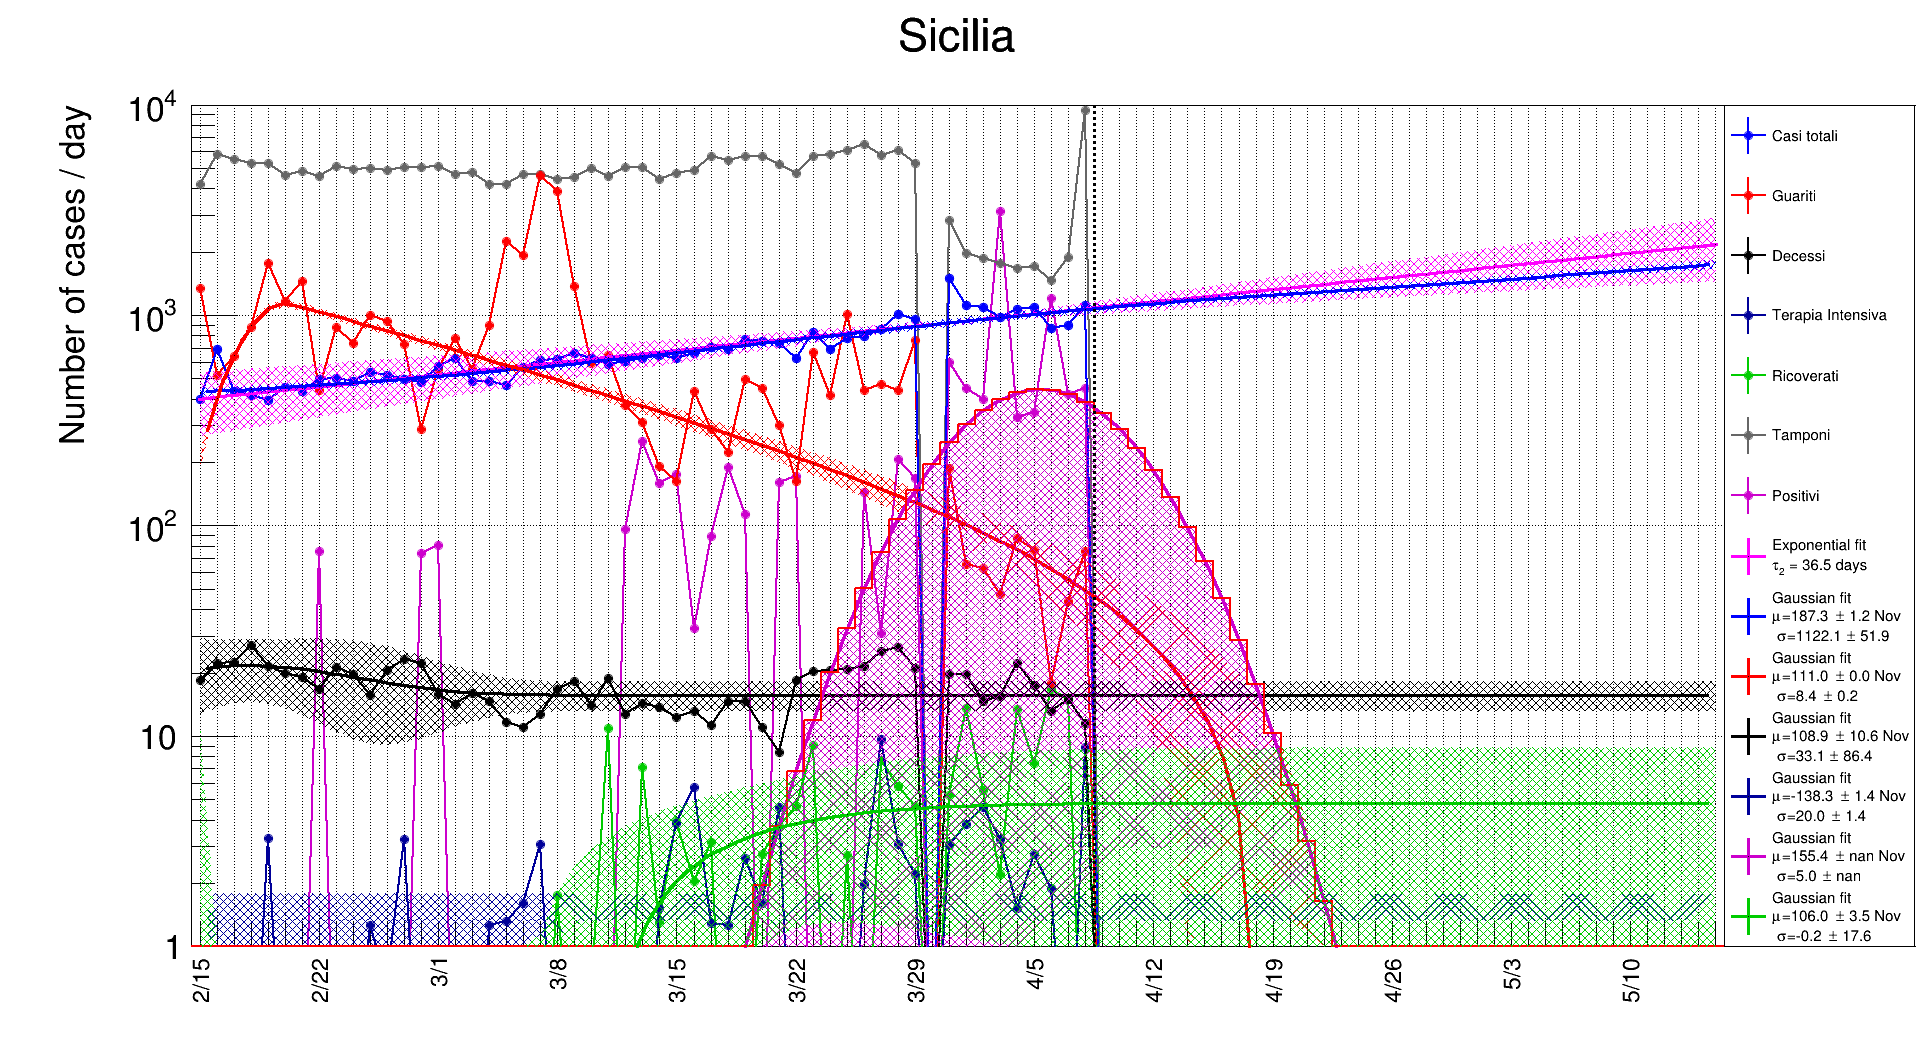 Sicilia
Number of cases / day
10^4
10^3
10^2
10
1
2/15
2/22
3/1
3/8
3/15
3/22
3/29
4/5
4/12
4/19
4/26
5/3
5/10
Casi totali
Guariti
Decessi
Terapia Intensiva
Ricoverati
Tamponi
Positivi
Exponential fit
τ₂ = 36.5 days
Gaussian fit
μ=187.3 ± 1.2 Nov
σ=1122.1 ± 51.9
Gaussian fit
μ=111.0 ± 0.0 Nov
σ=8.4 ± 0.2
Gaussian fit
μ=108.9 ± 10.6 Nov
σ=33.1 ± 86.4
Gaussian fit
μ=-138.3 ± 1.4 Nov
σ=20.0 ± 1.4
Gaussian fit
μ=155.4 ± nan Nov
σ=5.0 ± nan
Gaussian fit
μ=106.0 ± 3.5 Nov
σ=-0.2 ± 17.6